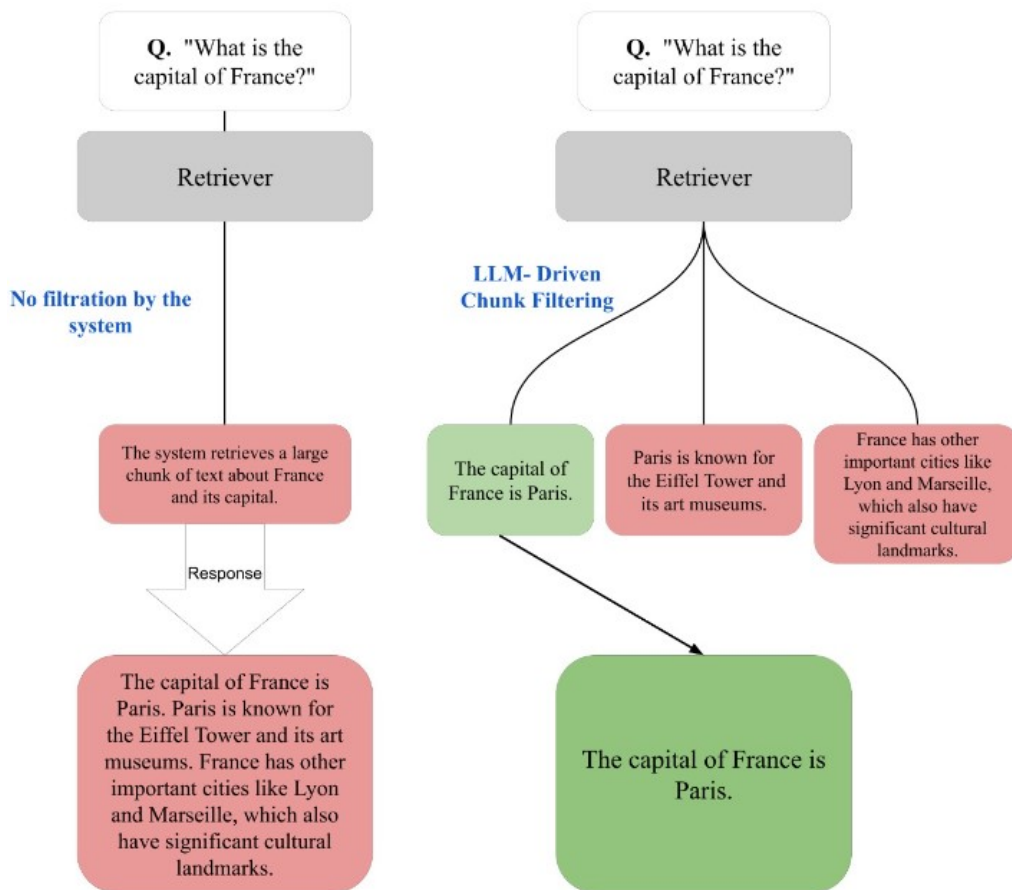 Q. "What is the
capital of France?"
Retriever
No filtration by the
system
The system retrieves a large
chunk of text about France
and its capital.
Response
The capital of France is
Paris. Paris is known for
the Eiffel Tower and its art
museums. France has other
important cities like Lyon
and Marseille, which also
have significant cultural
landmarks.
Q. "What is the
capital of France?"
Retriever
LLM- Driven
Chunk Filtering
The capital of
France is Paris.
Paris is known for
the Eiffel Tower and
its art museums.
France has other
important cities like
Lyon and Marseille,
which also have
significant cultural
landmarks.
The capital of France is
Paris.